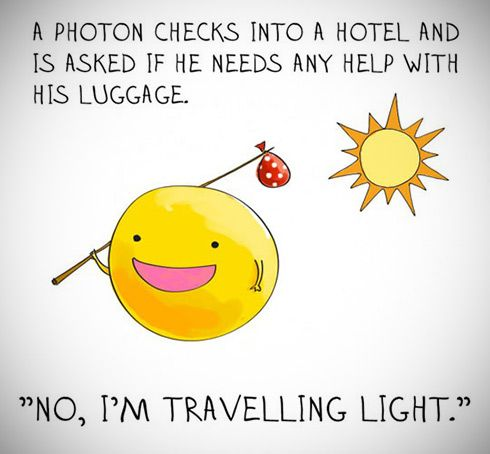 A PHOTON CHECKS INTO A HOTEL AND
IS ASKED IF HE NEEDS ANY HELP WITH
HIS LUGGAGE.
"NO, I'M TRAVELLING LIGHT."